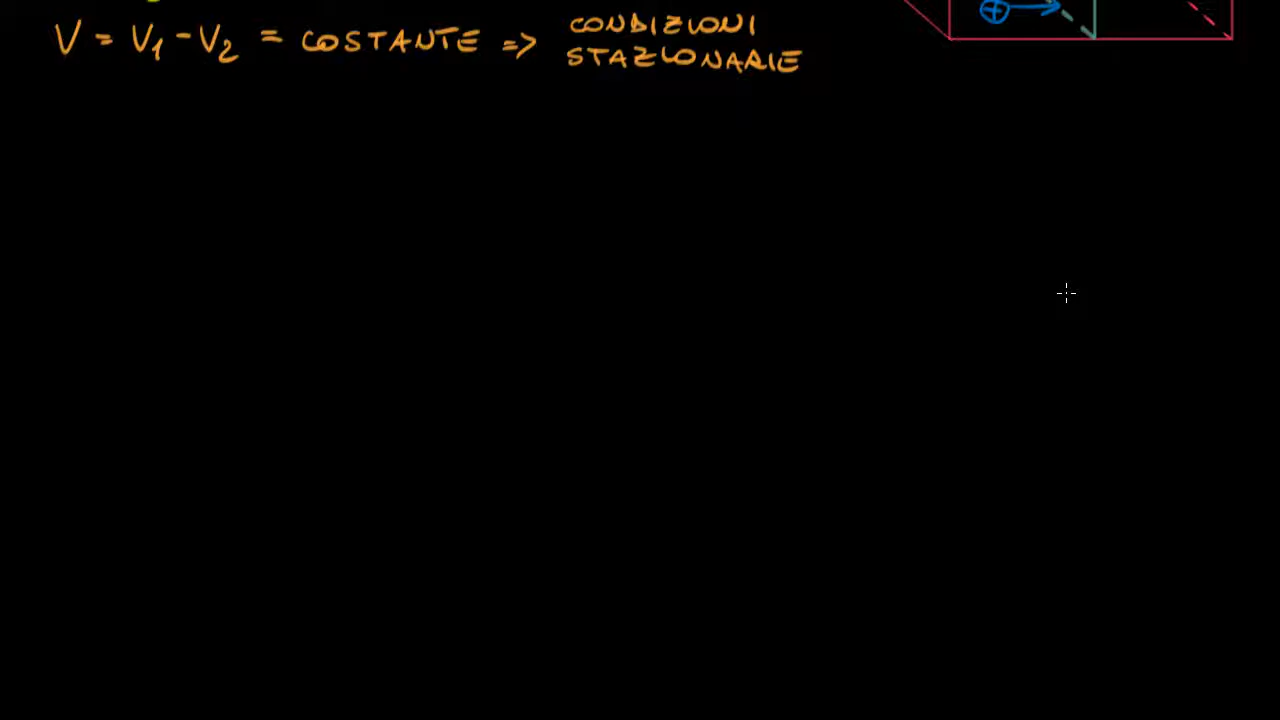 V = V₁ - V₂ = COSTANTE => CONDIZIONI
STAZIONARIE